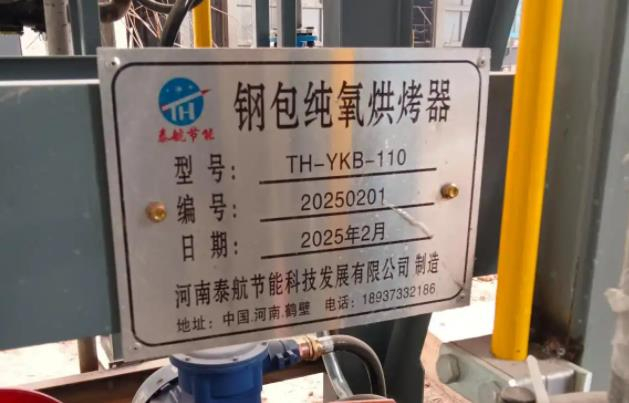 TH
泰航节能
钢包纯氧烘烤器
型号: TH-YKB-110
编号: 20250201
日期: 2025年2月
河南泰航节能科技发展有限公司 制造
地址: 中国.河南.鹤壁 电话: 18937332186